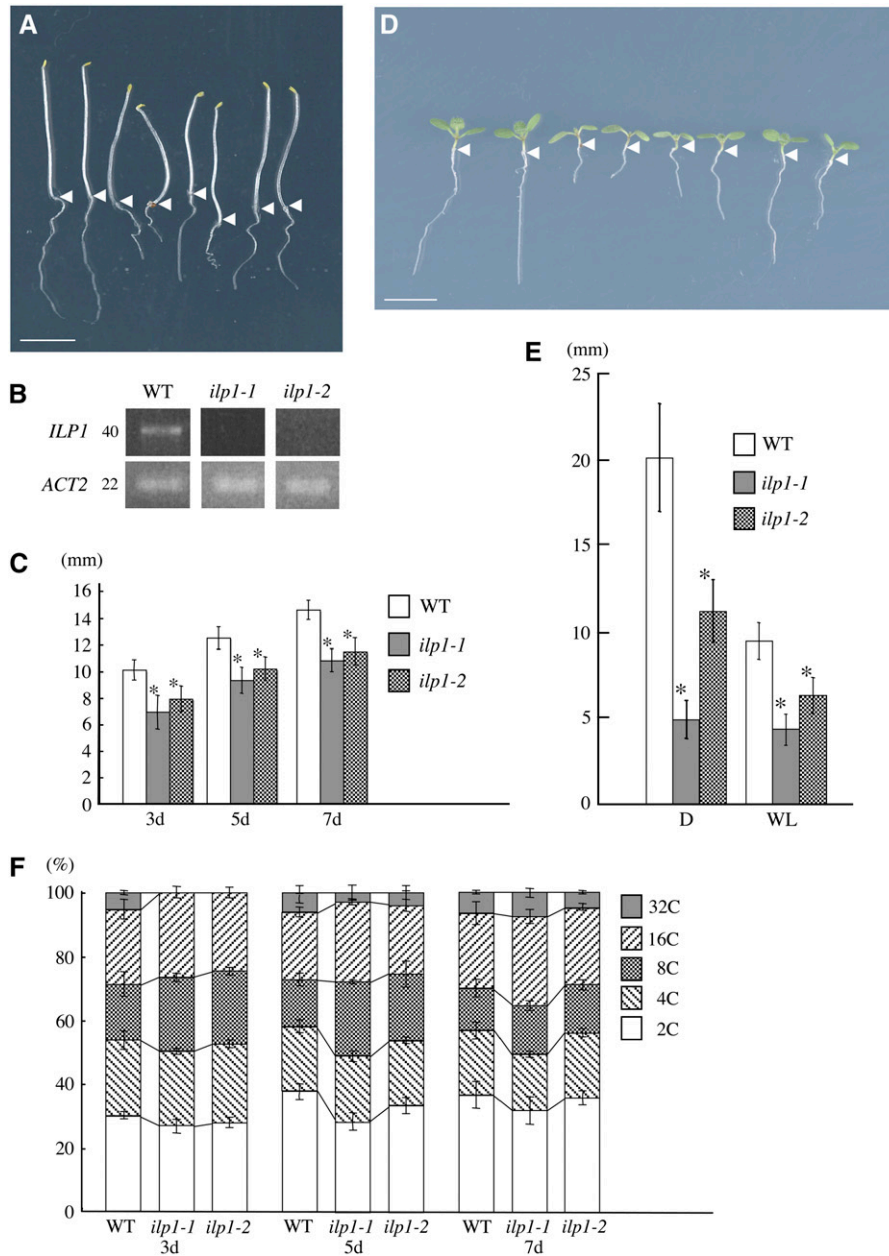 A
D
B
WT ilp1-1 ilp1-2
ILP1 40
ACT2 22
C (mm)
16
14
12
10
8
6
4
2
0
* *
* *
* *
3d 5d 7d
WT
ilp1-1
ilp1-2
E (mm)
25
20
15
10
5
0
* *
* *
D WL
WT
ilp1-1
ilp1-2
F (%)
100
80
60
40
20
0
WT ilp1-1 ilp1-2 WT ilp1-1 ilp1-2 WT ilp1-1 ilp1-2
3d 5d 7d
32C
16C
8C
4C
2C